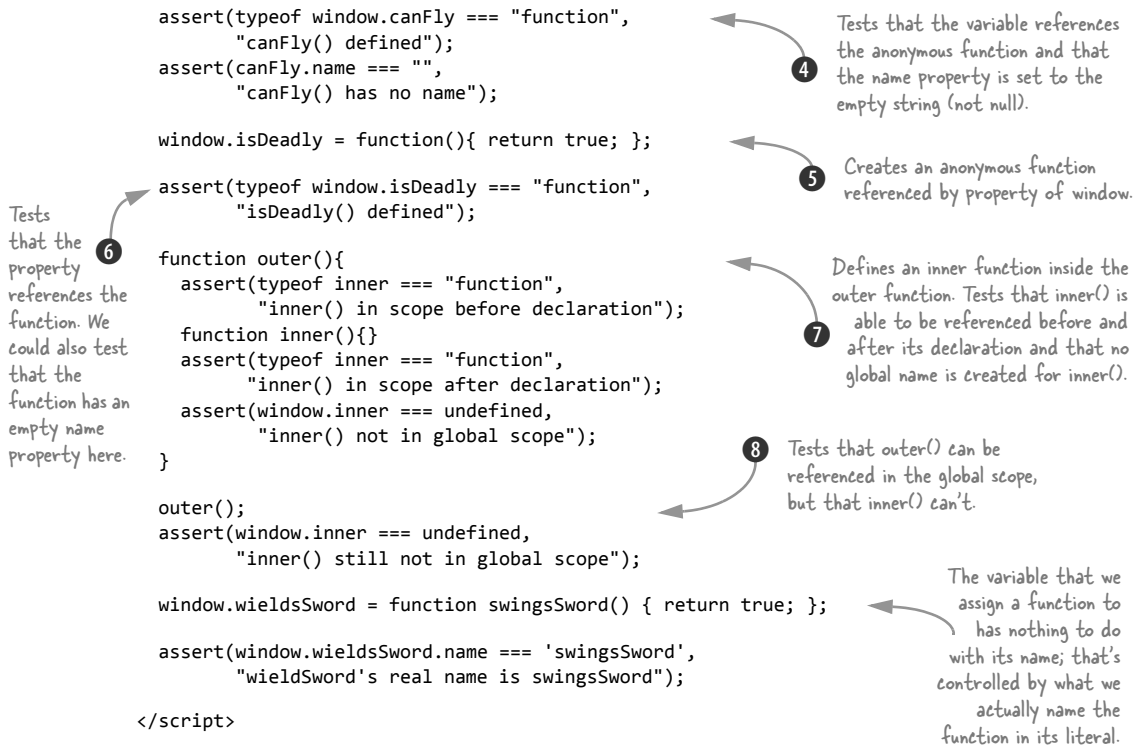 assert(typeof window.canFly === "function",
"canFly() defined");
assert(canFly.name === "",
"canFly() has no name");
4
Tests that the variable references
the anonymous function and that
the name property is set to the
empty string (not null).
window.isDeadly = function(){ return true; };
5
Creates an anonymous function
referenced by property of window.
assert(typeof window.isDeadly === "function",
"isDeadly() defined");
6
Tests
that the
property
references the
function. We
could also test
that the
function has an
empty name
property here.
function outer(){
assert(typeof inner === "function",
"inner() in scope before declaration");
function inner(){}
assert(typeof inner === "function",
"inner() in scope after declaration");
assert(window.inner === undefined,
"inner() not in global scope");
}
7
Defines an inner function inside the
outer function. Tests that inner() is
able to be referenced before and
after its declaration and that no
global name is created for inner().
outer();
assert(window.inner === undefined,
"inner() still not in global scope");
8
Tests that outer() can be
referenced in the global scope,
but that inner() can't.
window.wieldsSword = function swingsSword() { return true; };
assert(window.wieldsSword.name === 'swingsSword',
"wieldSword's real name is swingsSword");
The variable that we
assign a function to
has nothing to do
with its name; that's
controlled by what we
actually name the
function in its literal.
</script>